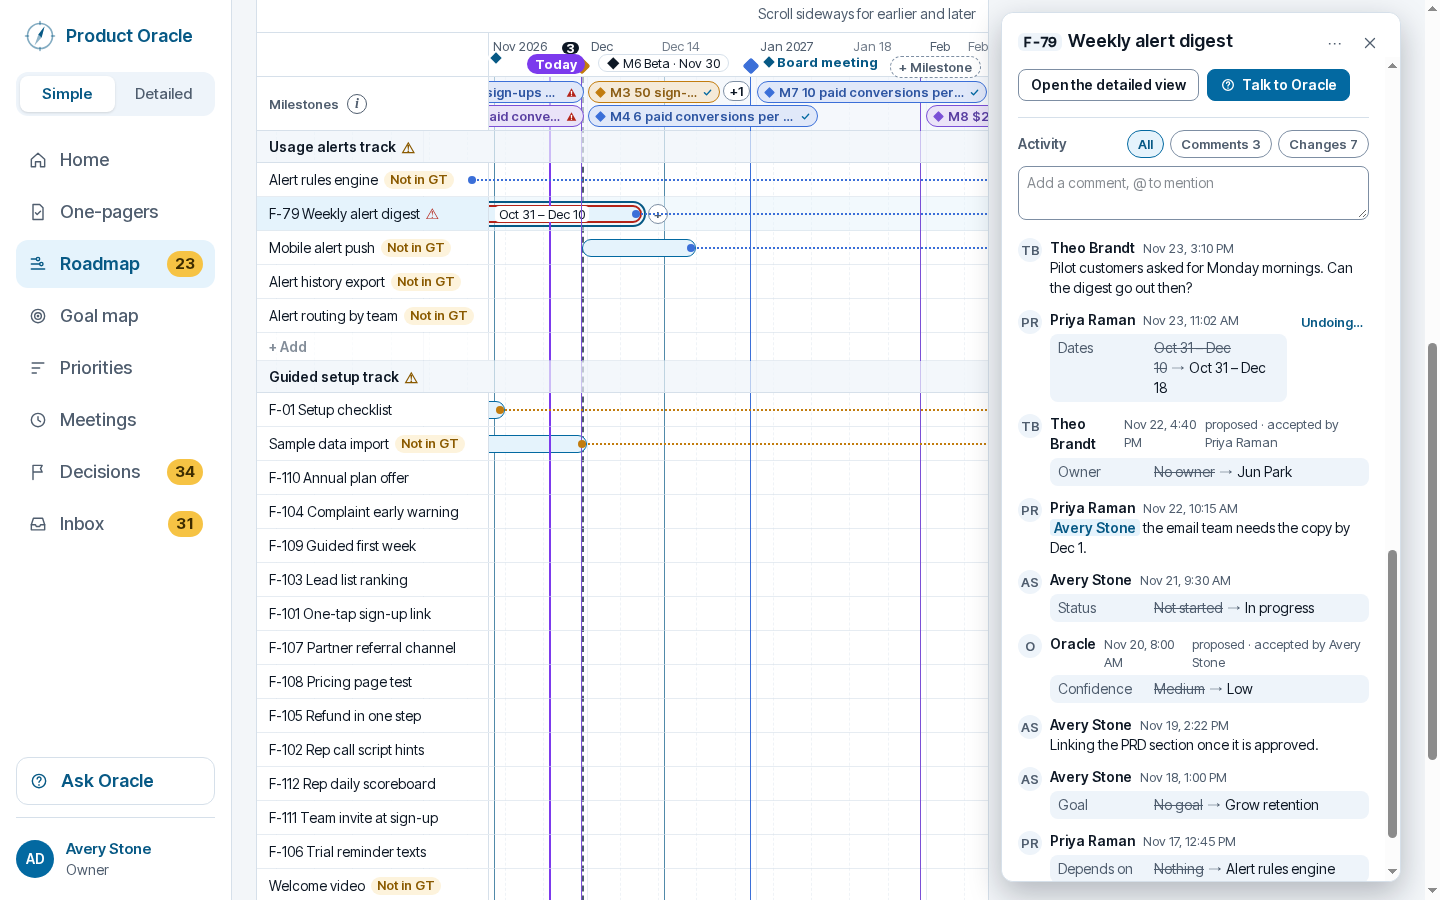 Product Oracle
Simple
Detailed
Home
One-pagers
Roadmap
23
Goal map
Priorities
Meetings
Decisions
34
Inbox
31
Ask Oracle
AD
Avery Stone
Owner
Scroll sideways for earlier and later
Nov 2026
3
Dec
Dec 14
Jan 2027
Jan 18
Feb
Feb
Today
M6 Beta · Nov 30
Board meeting
+ Milestone
Milestones
i
sign-ups ...
M3 50 sign-...
+1
M7 10 paid conversions per...
aid conve...
M4 6 paid conversions per ...
M8 $2
Usage alerts track
Alert rules engine
Not in GT
F-79 Weekly alert digest
Oct 31 – Dec 10
Mobile alert push
Not in GT
Alert history export
Not in GT
Alert routing by team
Not in GT
+ Add
Guided setup track
F-01 Setup checklist
Sample data import
Not in GT
F-110 Annual plan offer
F-104 Complaint early warning
F-109 Guided first week
F-103 Lead list ranking
F-101 One-tap sign-up link
F-107 Partner referral channel
F-108 Pricing page test
F-105 Refund in one step
F-102 Rep call script hints
F-112 Rep daily scoreboard
F-111 Team invite at sign-up
F-106 Trial reminder texts
Welcome video
Not in GT
F-79 Weekly alert digest
Open the detailed view
Talk to Oracle
Activity
All
Comments 3
Changes 7
Add a comment, @ to mention
TB
Theo Brandt Nov 23, 3:10 PM
Pilot customers asked for Monday mornings. Can
the digest go out then?
PR
Priya Raman Nov 23, 11:02 AM
Undoing...
Dates
Oct 31 – Dec
10 → Oct 31 – Dec
18
TB
Theo
Brandt
Nov 22, 4:40
PM
proposed · accepted by
Priya Raman
Owner
No owner → Jun Park
PR
Priya Raman Nov 22, 10:15 AM
Avery Stone the email team needs the copy by
Dec 1.
AS
Avery Stone Nov 21, 9:30 AM
Status
Not started → In progress
O
Oracle
Nov 20, 8:00
AM
proposed · accepted by Avery
Stone
Confidence
Medium → Low
AS
Avery Stone Nov 19, 2:22 PM
Linking the PRD section once it is approved.
AS
Avery Stone Nov 18, 1:00 PM
Goal
No goal → Grow retention
PR
Priya Raman Nov 17, 12:45 PM
Depends on
Nothing → Alert rules engine